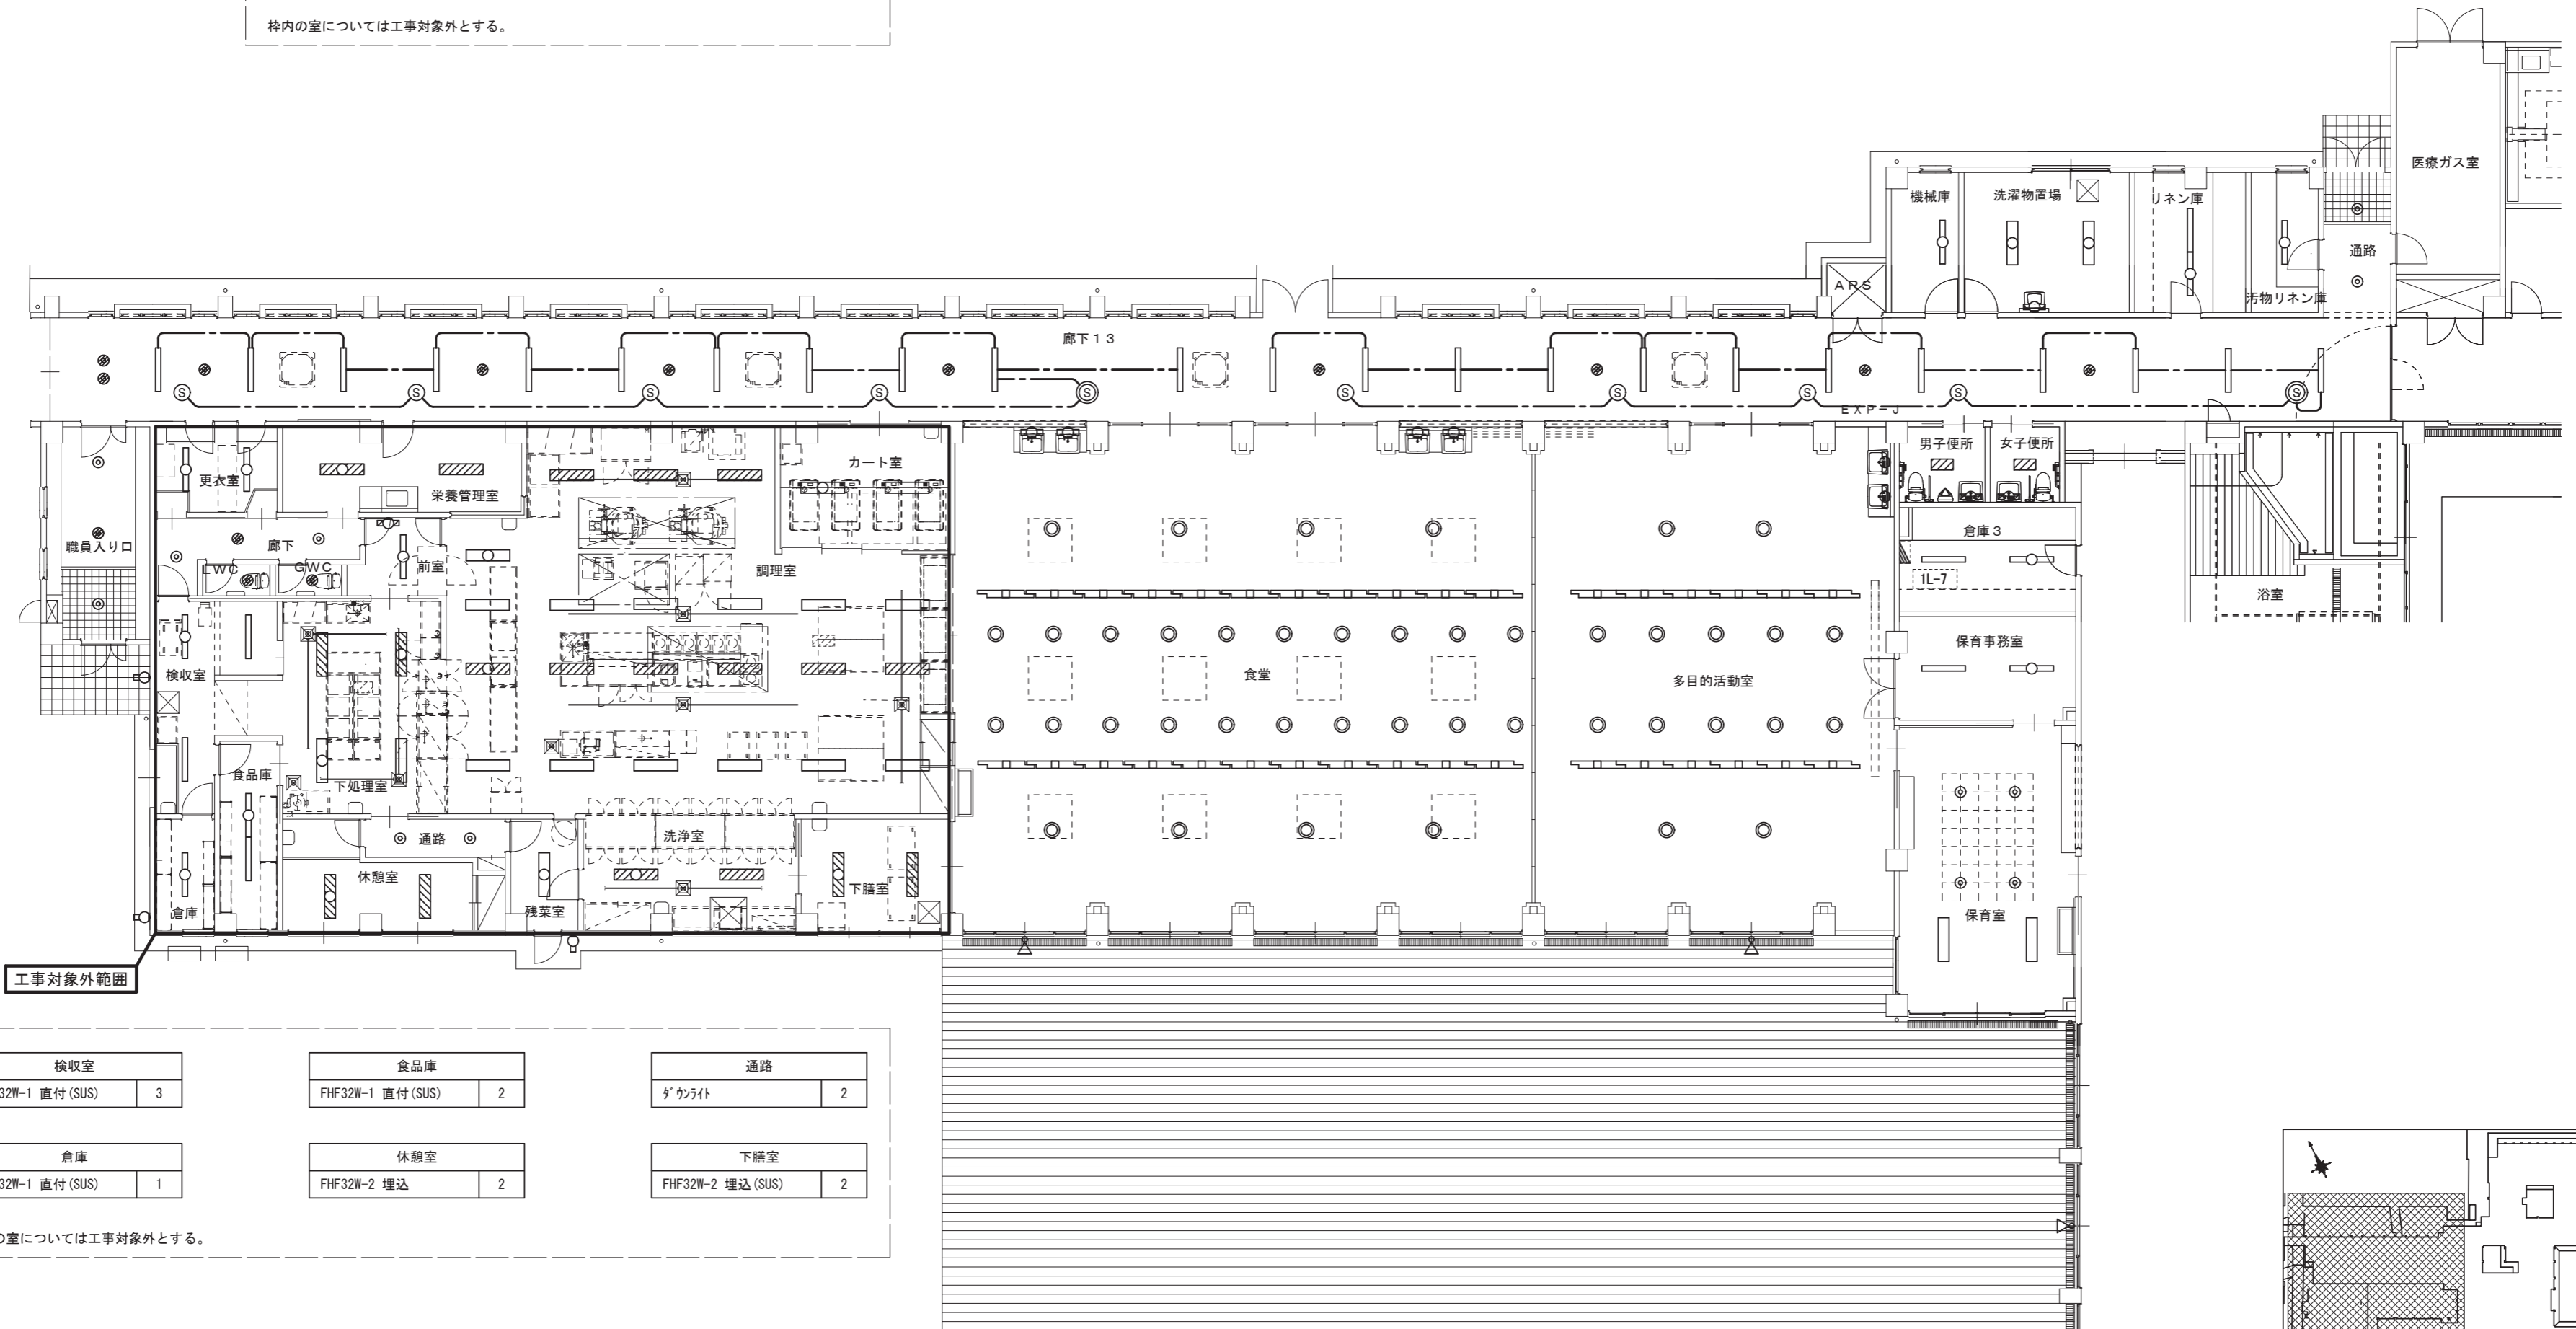 枠内の室については工事対象外とする。
医療ガス室
機械庫
洗濯物置場
リネン庫
通路
汚物リネン庫
ARS
廊下13
EXP-J
S
S
S
S
S
S
S
S
S
S
男子便所
女子便所
カート室
更衣室
栄養管理室
倉庫3
職員入り口
廊下
LWC
GWC
前室
調理室
1L-7
浴室
保育事務室
検収室
食堂
多目的活動室
食品庫
下処理室
通路
洗浄室
休憩室
下膳室
倉庫
残菜室
保育室
工事対象外範囲
検収室
32W-1 直付(SUS) 3
食品庫
FHF32W-1 直付(SUS) 2
通路
ﾀﾞｳﾝﾗｲﾄ 2
倉庫
32W-1 直付(SUS) 1
休憩室
FHF32W-2 埋込 2
下膳室
FHF32W-2 埋込(SUS) 2
の室については工事対象外とする。